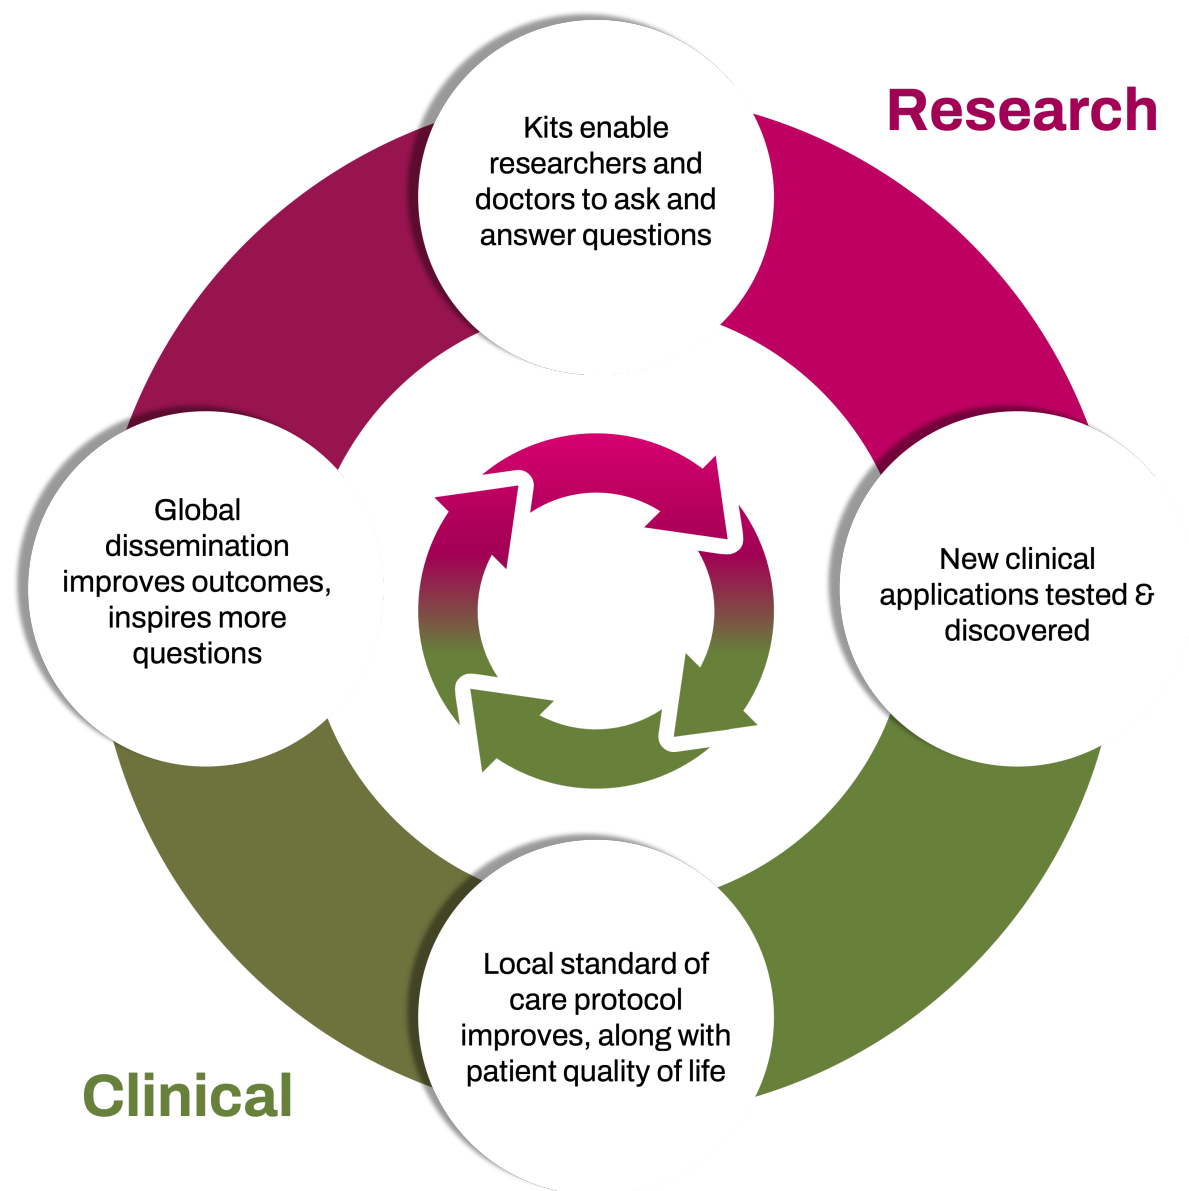 Research
Kits enable
researchers and
doctors to ask and
answer questions
Global
dissemination
improves outcomes,
inspires more
questions
New clinical
applications tested &
discovered
Local standard of
care protocol
improves, along with
patient quality of life
Clinical